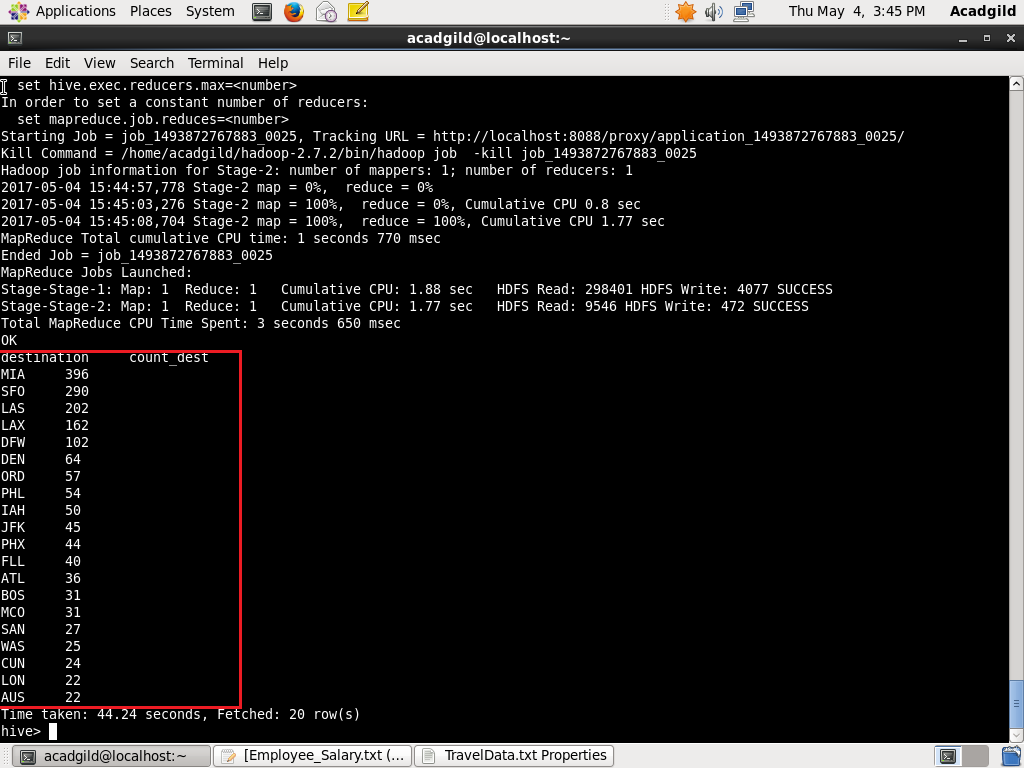 Applications Places System Thu May 4, 3:45 PM Acadgild
acadgild@localhost:~
File Edit View Search Terminal Help
set hive.exec.reducers.max=<number>
In order to set a constant number of reducers:
set mapreduce.job.reduces=<number>
Starting Job = job_1493872767883_0025, Tracking URL = http://localhost:8088/proxy/application_1493872767883_0025/
Kill Command = /home/acadgild/hadoop-2.7.2/bin/hadoop job  -kill job_1493872767883_0025
Hadoop job information for Stage-2: number of mappers: 1; number of reducers: 1
2017-05-04 15:44:57,778 Stage-2 map = 0%,  reduce = 0%
2017-05-04 15:45:03,276 Stage-2 map = 100%,  reduce = 0%, Cumulative CPU 0.8 sec
2017-05-04 15:45:08,704 Stage-2 map = 100%,  reduce = 100%, Cumulative CPU 1.77 sec
MapReduce Total cumulative CPU time: 1 seconds 770 msec
Ended Job = job_1493872767883_0025
MapReduce Jobs Launched:
Stage-Stage-1: Map: 1  Reduce: 1   Cumulative CPU: 1.88 sec   HDFS Read: 298401 HDFS Write: 4077 SUCCESS
Stage-Stage-2: Map: 1  Reduce: 1   Cumulative CPU: 1.77 sec   HDFS Read: 9546 HDFS Write: 472 SUCCESS
Total MapReduce CPU Time Spent: 3 seconds 650 msec
OK
destination     count_dest
MIA     396
SFO     290
LAS     202
LAX     162
DFW     102
DEN     64
ORD     57
PHL     54
IAH     50
JFK     45
PHX     44
FLL     40
ATL     36
BOS     31
MCO     31
SAN     27
WAS     25
CUN     24
LON     22
AUS     22
Time taken: 44.24 seconds, Fetched: 20 row(s)
hive>
acadgild@localhost:~ [Employee_Salary.txt (... TravelData.txt Properties